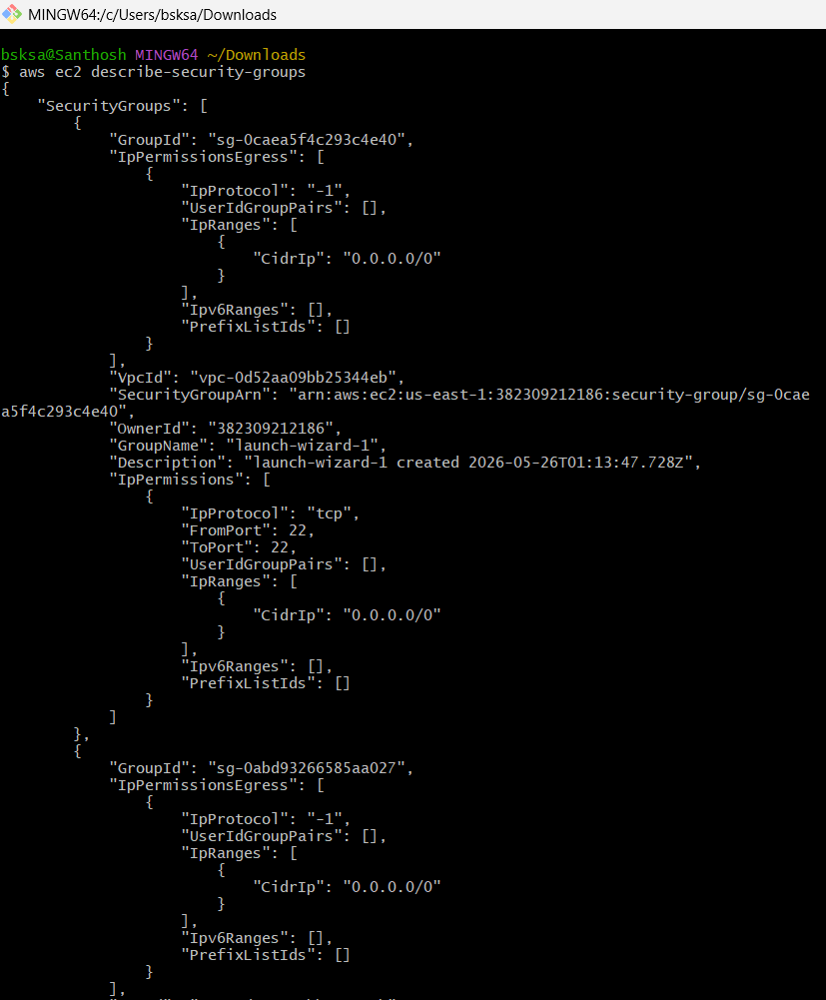 MINGW64:/c/Users/bsksa/Downloads
bsksa@Santhosh MINGW64 ~/Downloads
$ aws ec2 describe-security-groups
{
    "SecurityGroups": [
        {
            "GroupId": "sg-0caea5f4c293c4e40",
            "IpPermissionsEgress": [
                {
                    "IpProtocol": "-1",
                    "UserIdGroupPairs": [],
                    "IpRanges": [
                        {
                            "CidrIp": "0.0.0.0/0"
                        }
                    ],
                    "Ipv6Ranges": [],
                    "PrefixListIds": []
                }
            ],
            "VpcId": "vpc-0d52aa09bb25344eb",
            "SecurityGroupArn": "arn:aws:ec2:us-east-1:382309212186:security-group/sg-0cae
a5f4c293c4e40",
            "OwnerId": "382309212186",
            "GroupName": "launch-wizard-1",
            "Description": "launch-wizard-1 created 2026-05-26T01:13:47.728Z",
            "IpPermissions": [
                {
                    "IpProtocol": "tcp",
                    "FromPort": 22,
                    "ToPort": 22,
                    "UserIdGroupPairs": [],
                    "IpRanges": [
                        {
                            "CidrIp": "0.0.0.0/0"
                        }
                    ],
                    "Ipv6Ranges": [],
                    "PrefixListIds": []
                }
            ]
        },
        {
            "GroupId": "sg-0abd93266585aa027",
            "IpPermissionsEgress": [
                {
                    "IpProtocol": "-1",
                    "UserIdGroupPairs": [],
                    "IpRanges": [
                        {
                            "CidrIp": "0.0.0.0/0"
                        }
                    ],
                    "Ipv6Ranges": [],
                    "PrefixListIds": []
                }
            ],